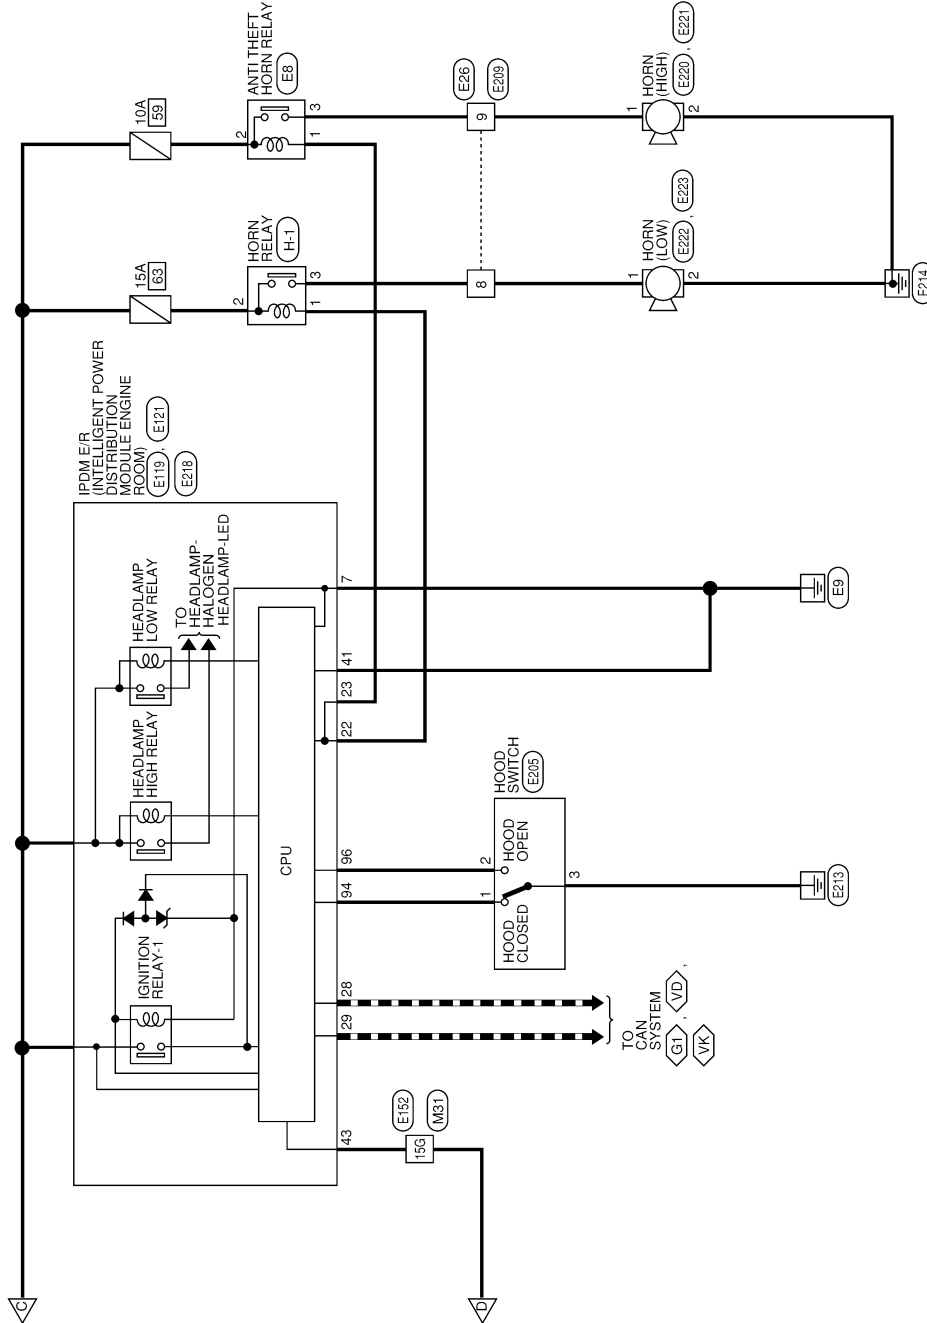 C
D
IPDM E/R
(INTELLIGENT POWER
DISTRIBUTION
MODULE ENGINE
ROOM)
E119 , E121
E218
IGNITION
RELAY-1
HEADLAMP
HIGH RELAY
HEADLAMP
LOW RELAY
TO
HEADLAMP-
HALOGEN
HEADLAMP-LED
CPU
43
29
28
94
96
22
23
41
7
15G
E152
M31
TO
CAN
SYSTEM
G1 , VD ,
VK
HOOD
SWITCH
E205
1
2
HOOD
CLOSED
HOOD
OPEN
3
E213
E9
15A
63
10A
59
HORN
RELAY
H-1
2
1
3
ANTI THEFT
HORN RELAY
E8
2
1
3
8
9
E26
E209
HORN
(LOW)
E222 , E223
1
2
HORN
(HIGH)
E220 , E221
1
2
E214